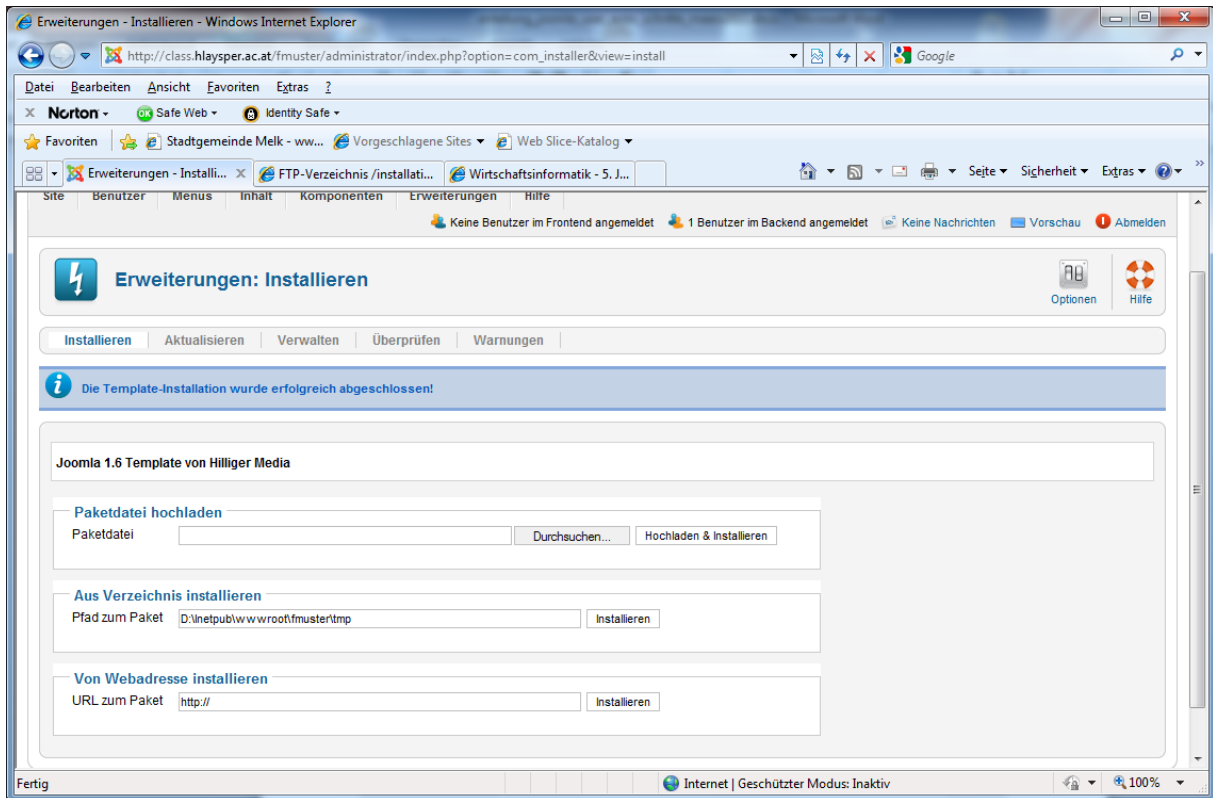 Erweiterungen - Installieren - Windows Internet Explorer
http://class.hlaysper.ac.at/fmuster/administrator/index.php?option=com_installer&view=install
Google
Datei Bearbeiten Ansicht Favoriten Extras ?
x Norton - OK Safe Web Identity Safe
Favoriten Stadtgemeinde Melk - ww... Vorgeschlagene Sites Web Slice-Katalog
Erweiterungen - Installi... X FTP-Verzeichnis /installati... Wirtschaftsinformatik - 5. J... Seite Sicherheit Extras »
Site Benutzer Menüs Inhalt Komponenten Erweiterungen Hilfe
Keine Benutzer im Frontend angemeldet 1 Benutzer im Backend angemeldet Keine Nachrichten Vorschau Abmelden
Erweiterungen: Installieren
Optionen Hilfe
Installieren Aktualisieren Verwalten Überprüfen Warnungen
Die Template-Installation wurde erfolgreich abgeschlossen!
Joomla 1.6 Template von Hilliger Media
Paketdatei hochladen
Paketdatei Durchsuchen... Hochladen & Installieren
Aus Verzeichnis installieren
Pfad zum Paket D:\Inetpub\wwwroot\fmuster\tmp Installieren
Von Webadresse installieren
URL zum Paket http:// Installieren
Fertig Internet | Geschützter Modus: Inaktiv 100%